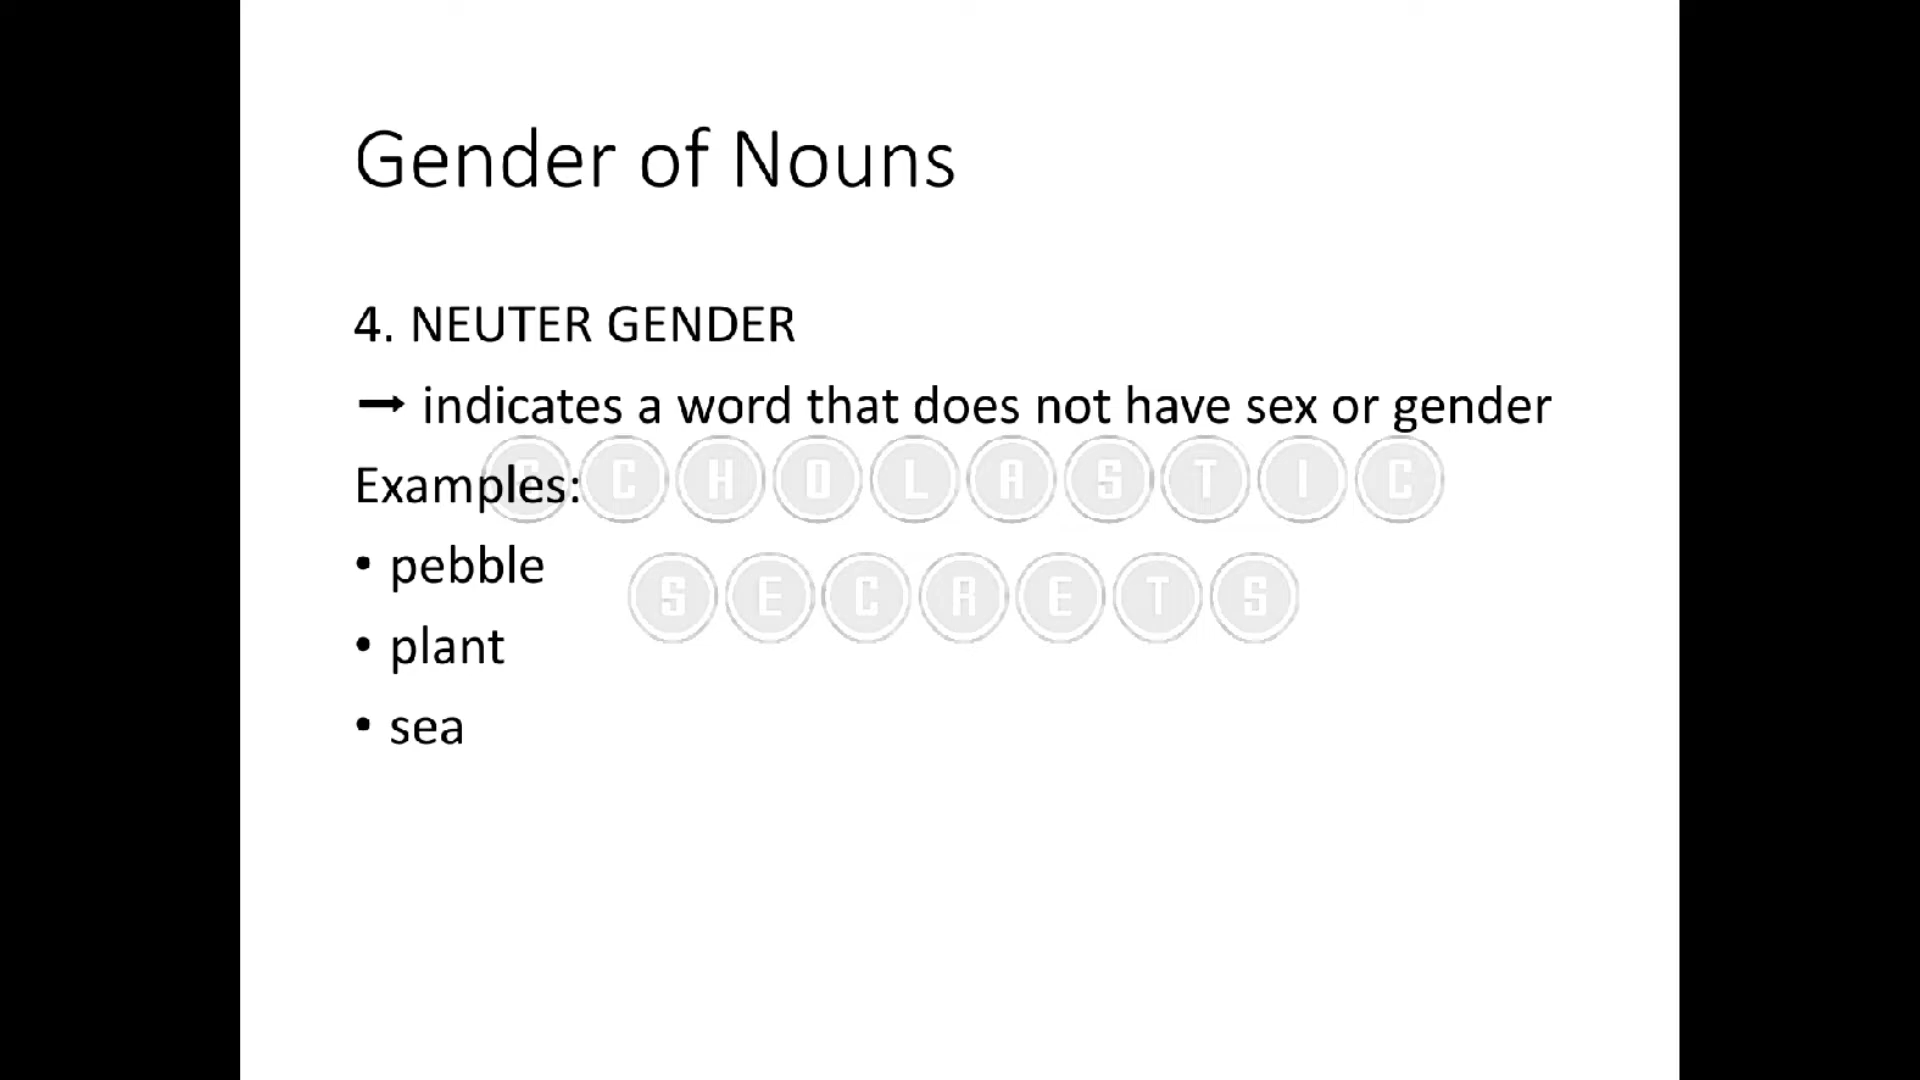 Gender of Nouns
4. NEUTER GENDER
→ indicates a word that does not have sex or gender
Examples:
• pebble
• plant
• sea
SCHOLASTIC
SECRETS